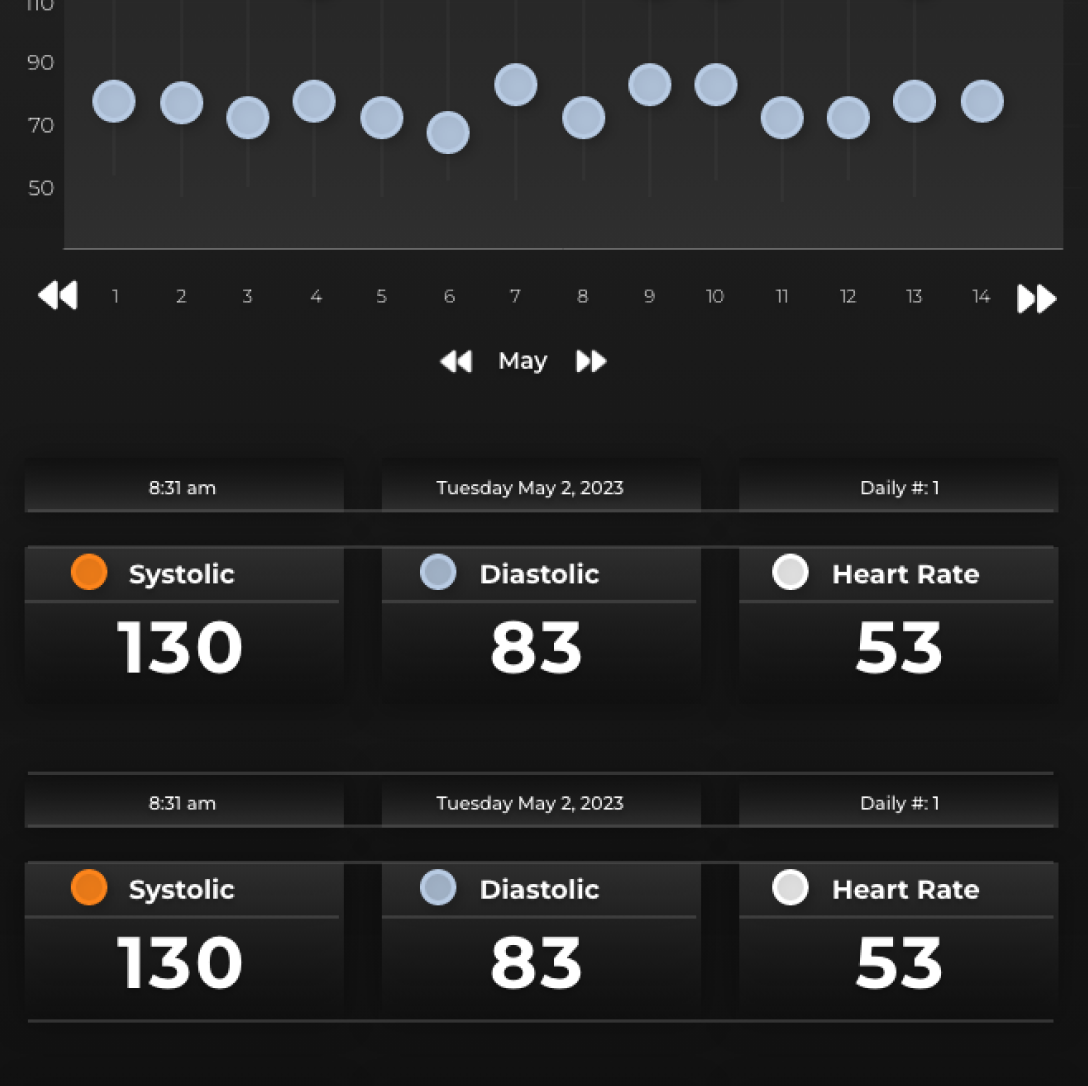 110
90
70
50
1 2 3 4 5 6 7 8 9 10 11 12 13 14
May
8:31 am Tuesday May 2, 2023 Daily #: 1
Systolic Diastolic Heart Rate
130 83 53
8:31 am Tuesday May 2, 2023 Daily #: 1
Systolic Diastolic Heart Rate
130 83 53